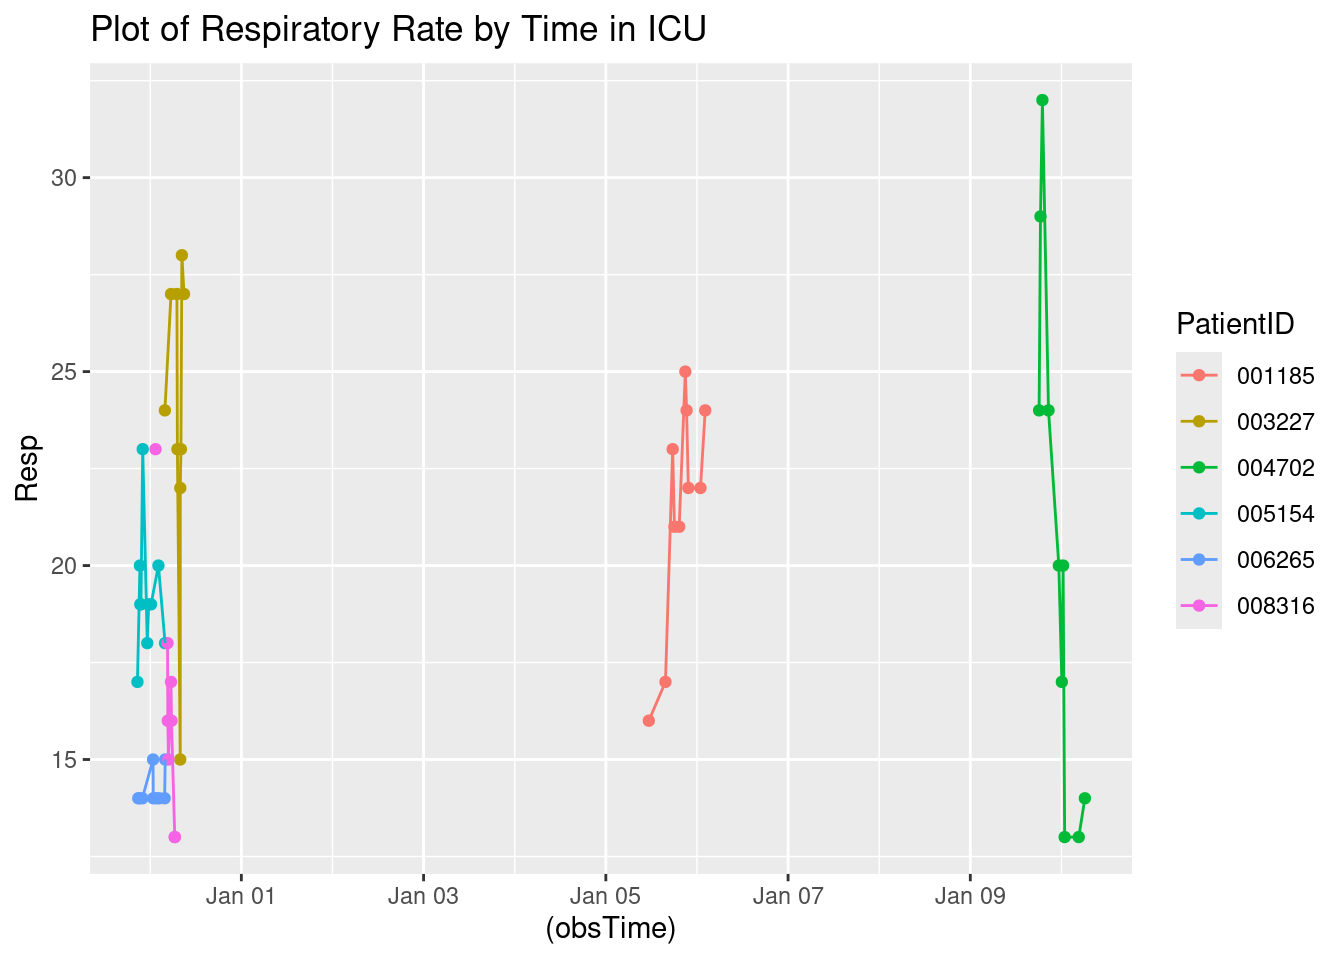 Plot of Respiratory Rate by Time in ICU
Resp
30
25
20
15
Jan 01
Jan 03
Jan 05
Jan 07
Jan 09
(obsTime)
PatientID
001185
003227
004702
005154
006265
008316